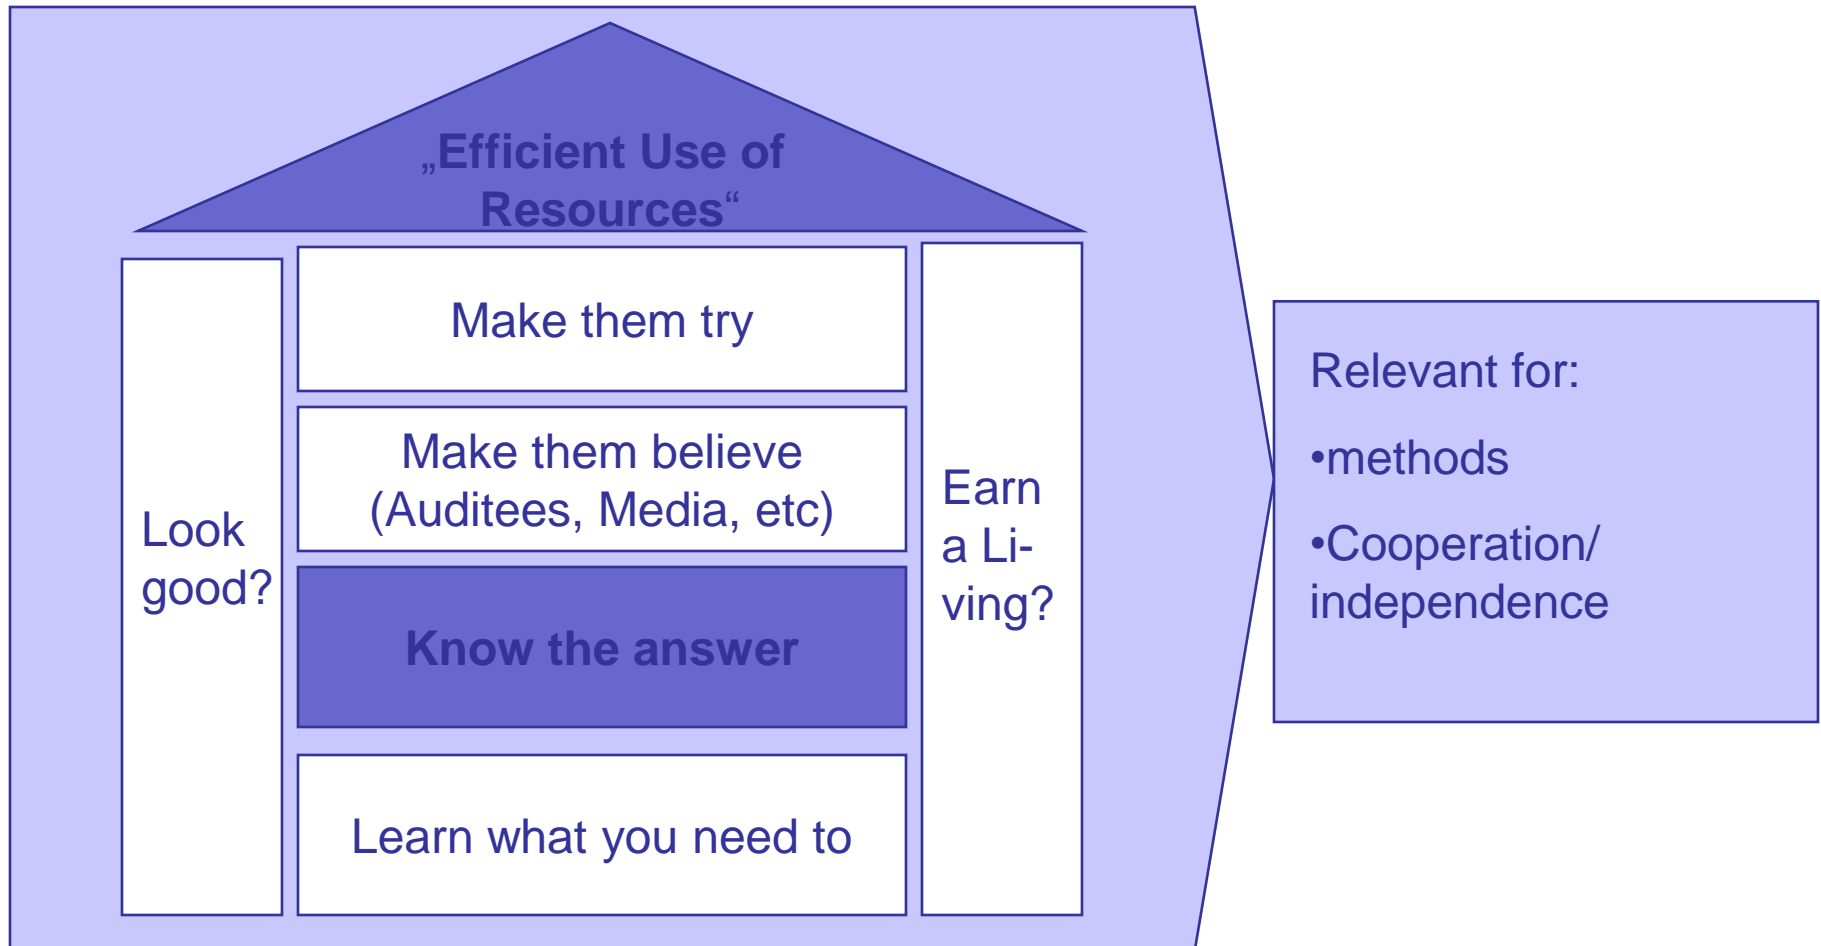 „Efficient Use of
Resources“
Make them try
Make them believe
(Auditees, Media, etc)
Look
good?
Earn
a Li-
ving?
Know the answer
Learn what you need to
Relevant for:
•methods
•Cooperation/
independence